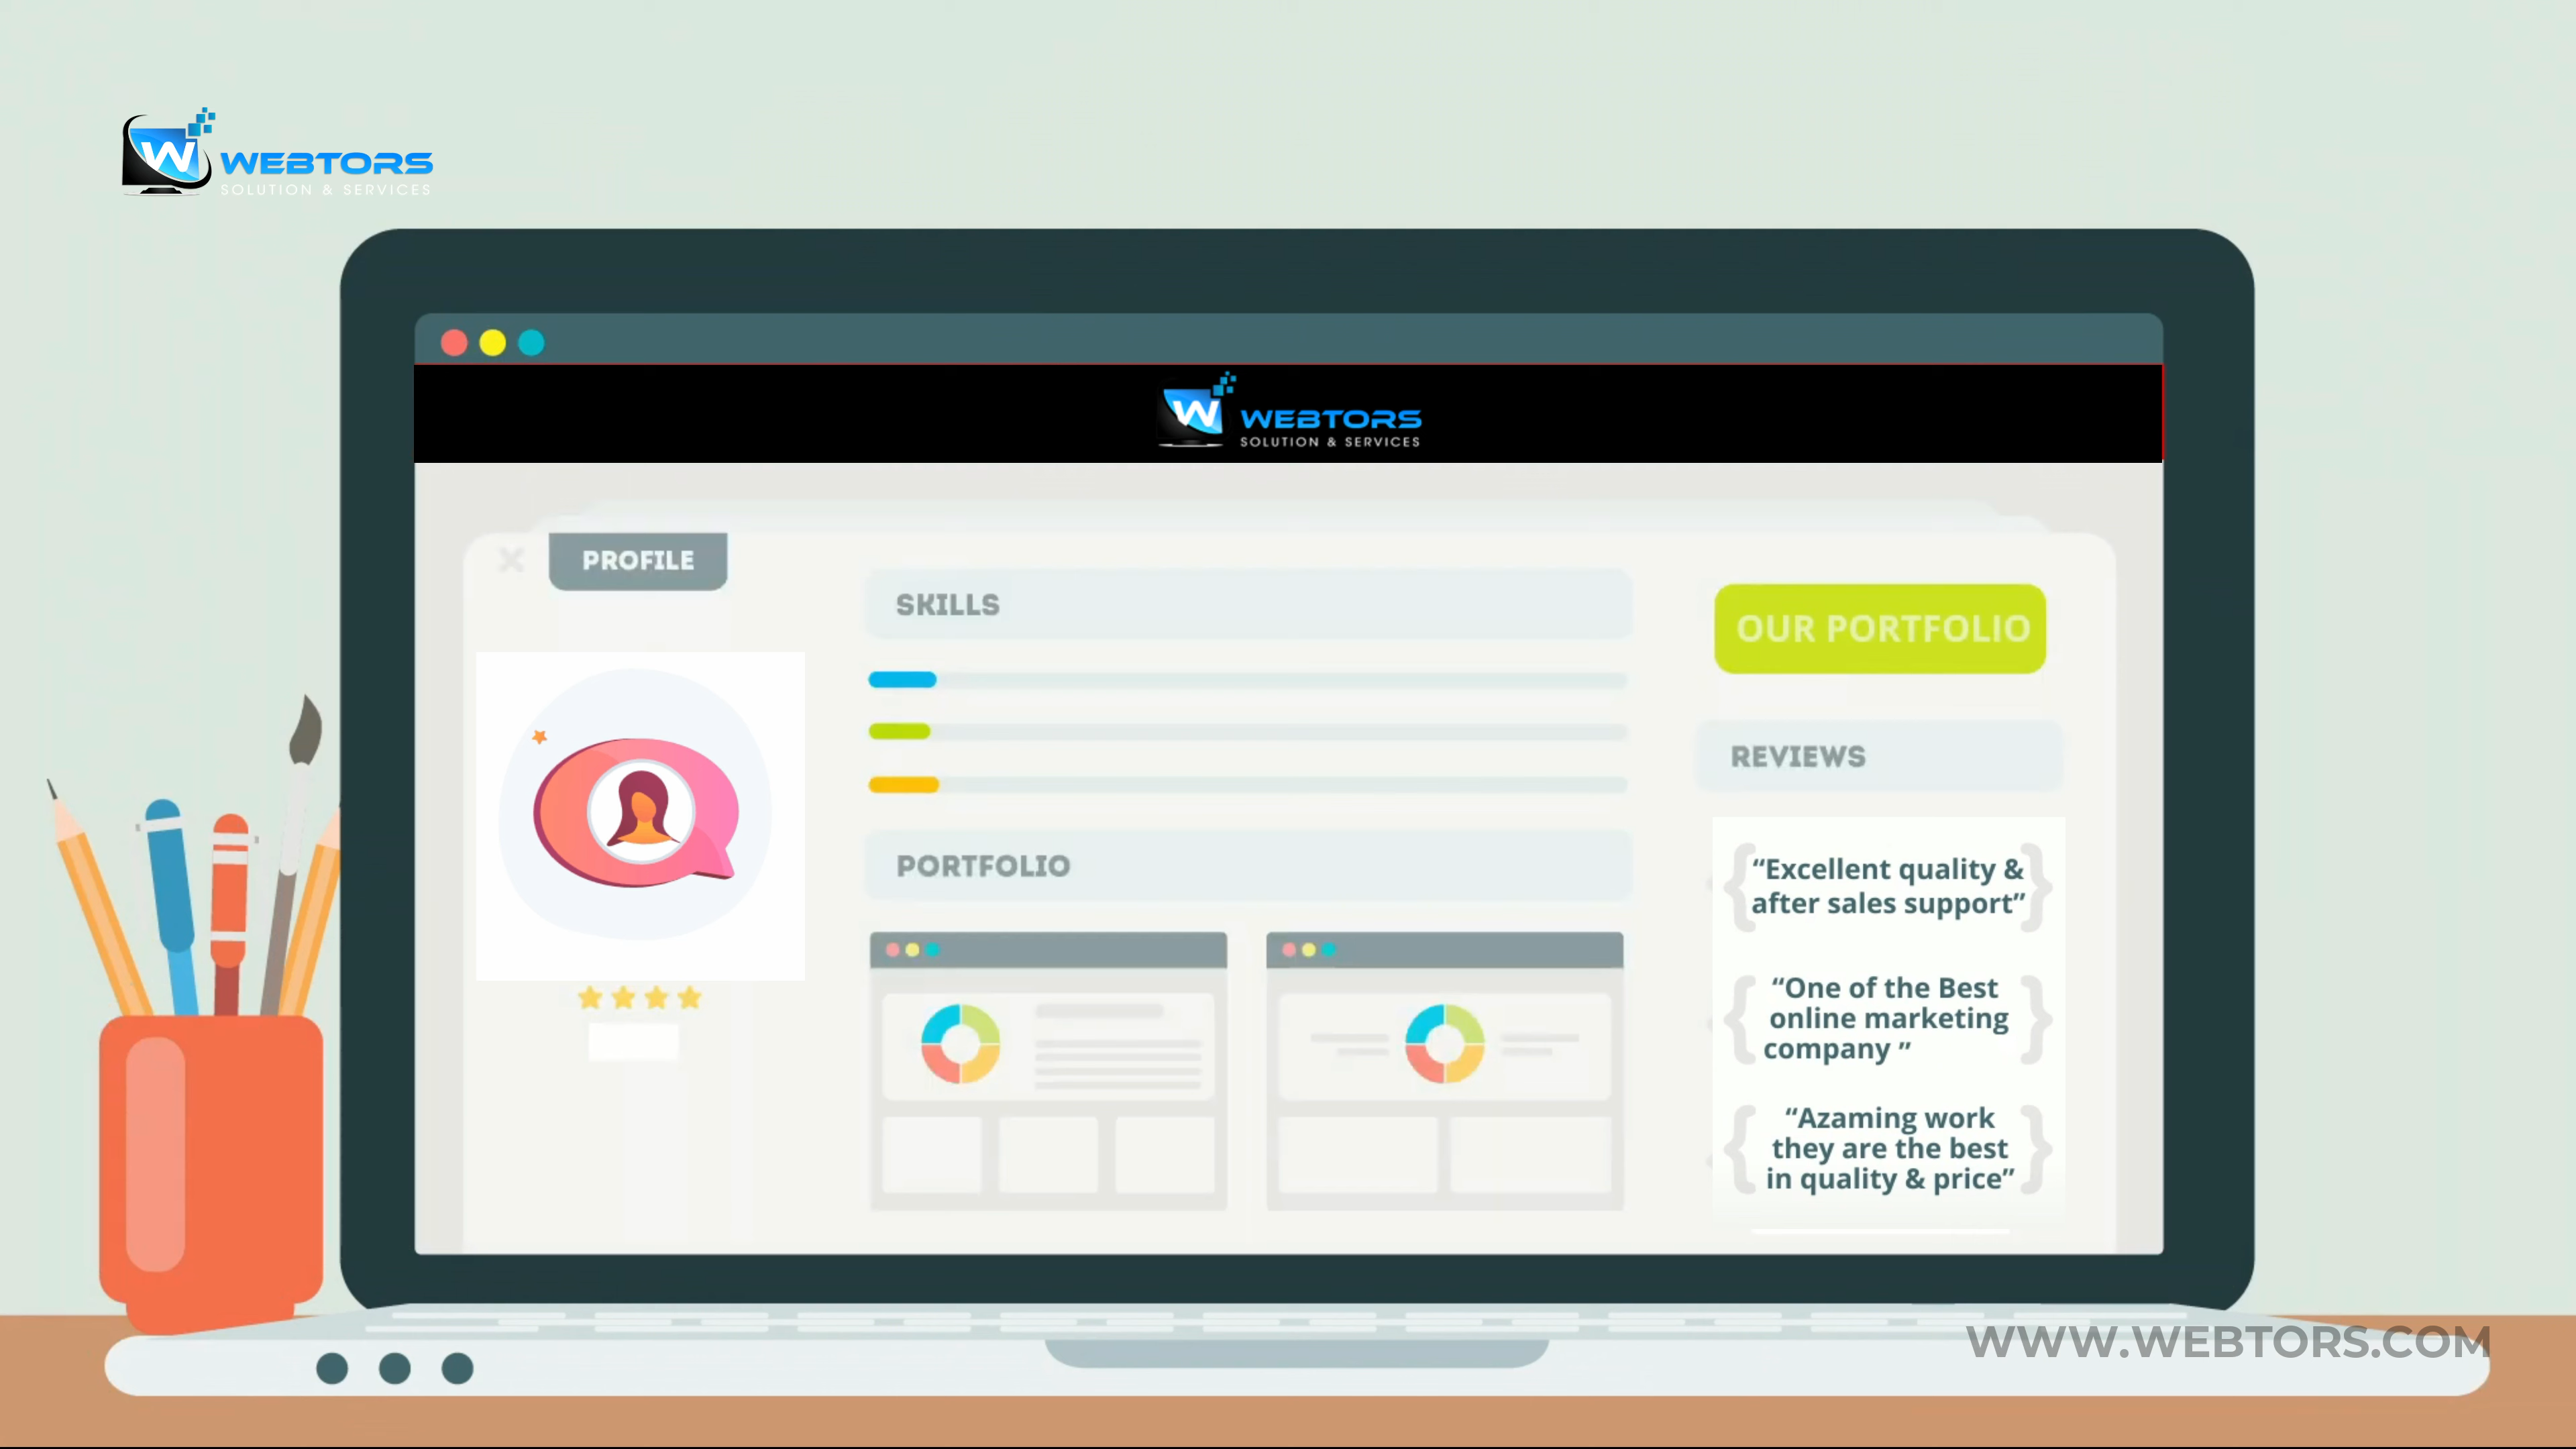 W
WEBTORS
SOLUTION & SERVICES
W
WEBTORS
SOLUTION & SERVICES
PROFILE
SKILLS
PORTFOLIO
OUR PORTFOLIO
REVIEWS
“Excellent quality &
after sales support”
“One of the Best
online marketing
company ”
“Azaming work
they are the best
in quality & price”
WWW.WEBTORS.COM